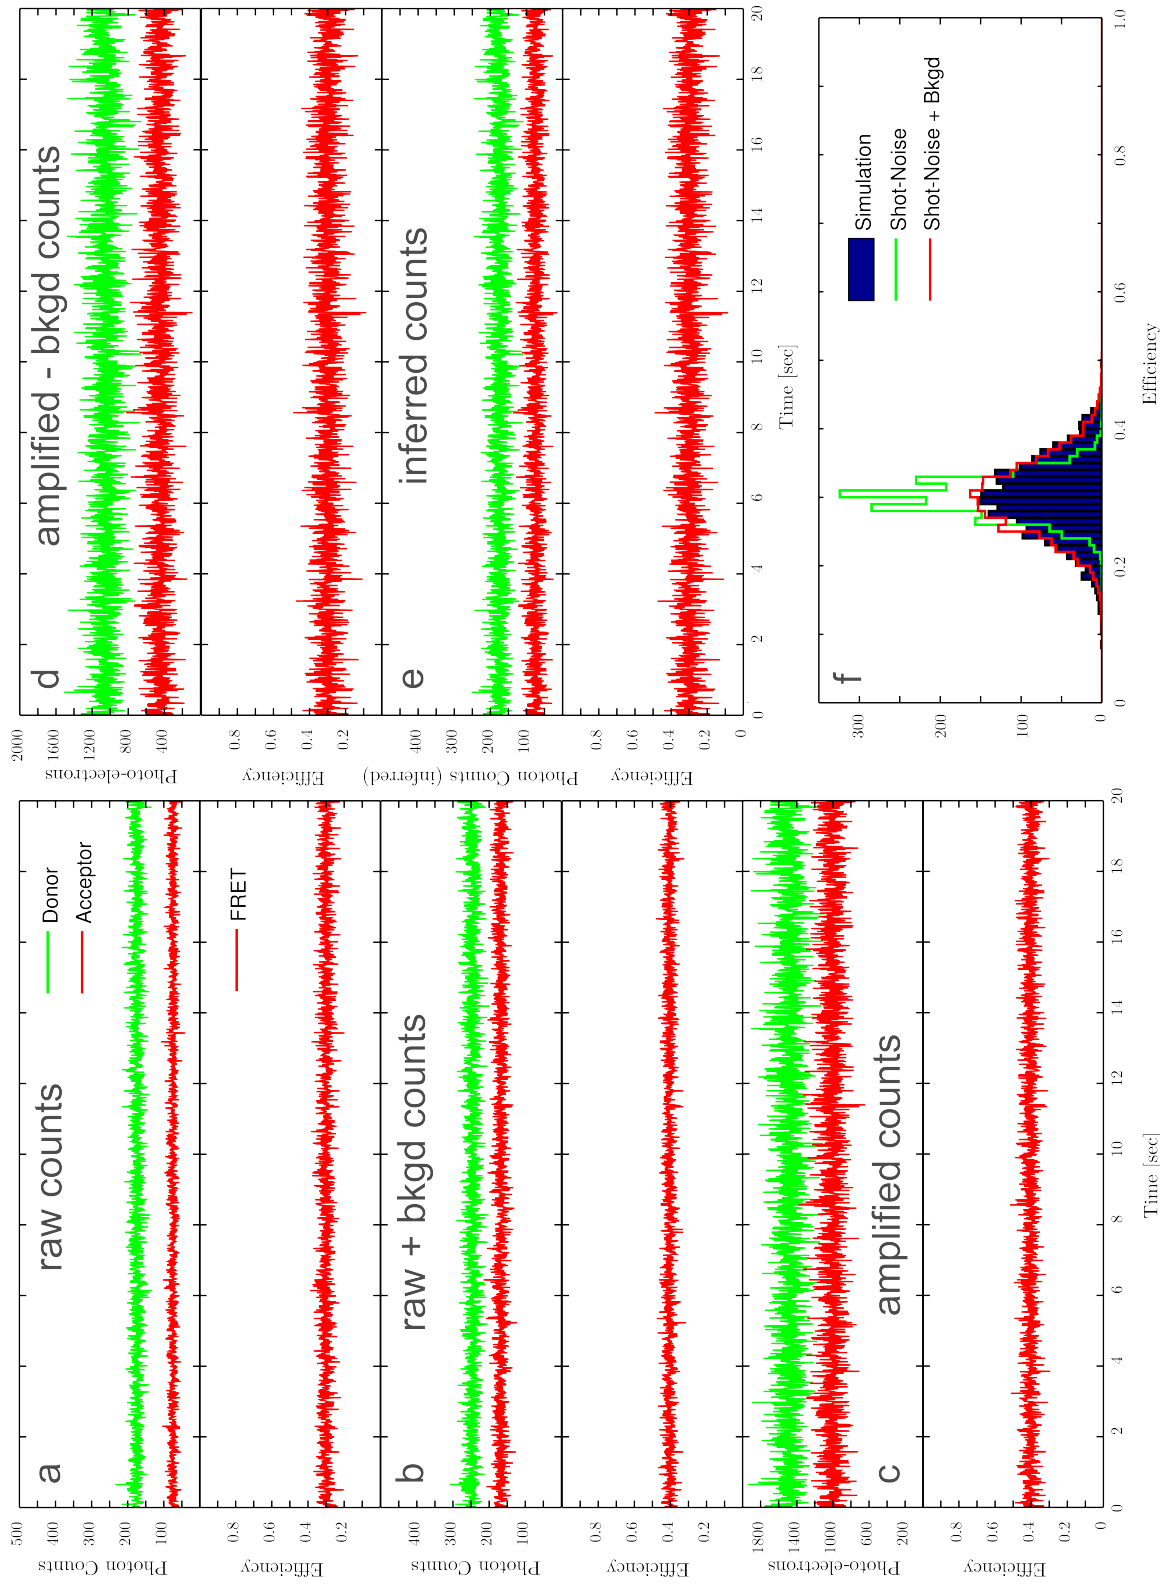 a
raw counts
Donor
Acceptor
500
400
300
200
100
Photon Counts
FRET
0.8
0.6
0.4
0.2
Efficiency
b
raw + bkgd counts
400
300
200
100
Photon Counts
0.8
0.6
0.4
0.2
Efficiency
c
amplified counts
1800
1400
1000
600
200
Photo-electrons
0.8
0.6
0.4
0.2
0
Efficiency
0 2 4 6 8 10 12 14 16 18 20
Time [sec]
d
amplified - bkgd counts
2000
1600
1200
800
400
Photo-electrons
0.8
0.6
0.4
0.2
Efficiency
e
inferred counts
400
300
200
100
Photon Counts (inferred)
0.8
0.6
0.4
0.2
0
Efficiency
0 2 4 6 8 10 12 14 16 18 20
Time [sec]
f
Simulation
Shot-Noise
Shot-Noise + Bkgd
300
200
100
0
0 0.2 0.4 0.6 0.8 1.0
Efficiency